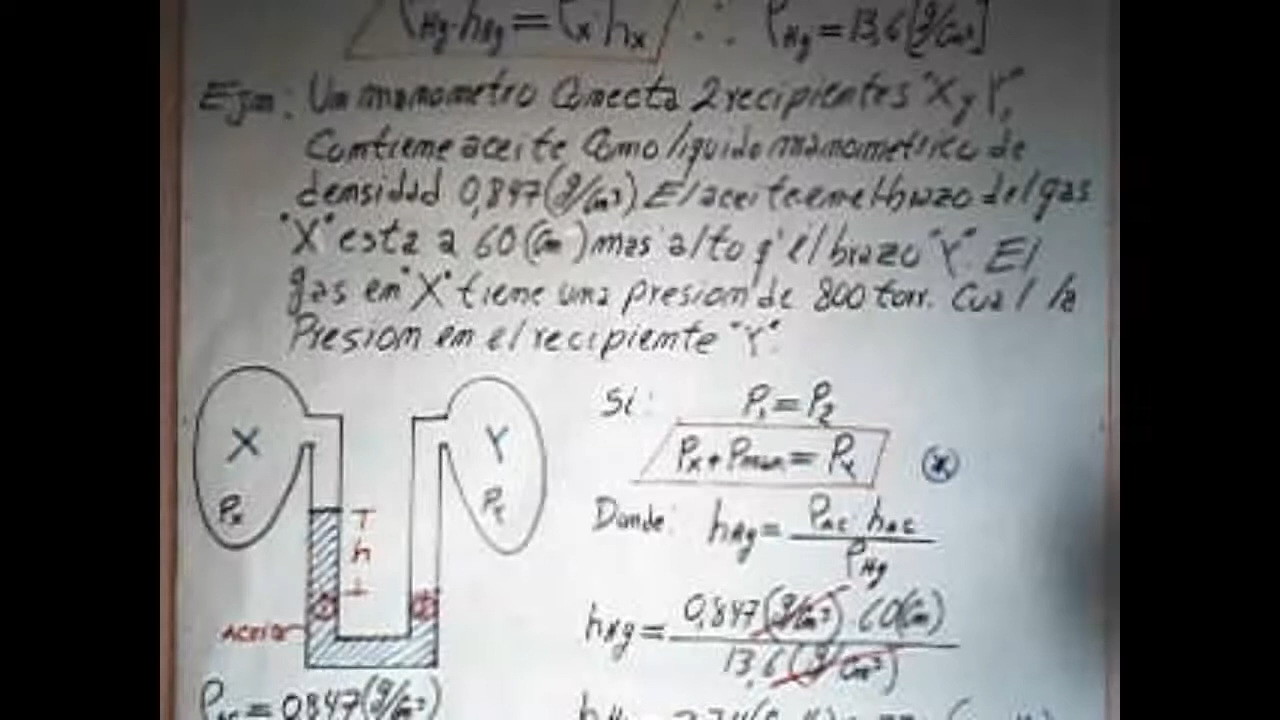 ρHg·hHg = ρx hx ∴ ρHg = 13,6 [g/cm³]
Ejm: Un manometro Conecta 2 recipientes "X y Y",
Contiene aceite Como liquido manometrico de
densidad 0,847 (g/cm³) El aceite en el brazo del gas
"X" esta a 60 (cm) mas alto q' el brazo "Y". El
gas en "X" tiene una presion de 800 torr. Cual la
Presion en el recipiente "Y".
Si: P₁ = P₂
X Y
Px + Pman = PY (*)
Px PY
Donde: hHg = ρac hac / ρHg
h
hHg = 0,847 (g/cm³) 60 (cm) / 13,6 (g/cm³)
① ②
aceite
ρac = 0,847 (g/cm³)